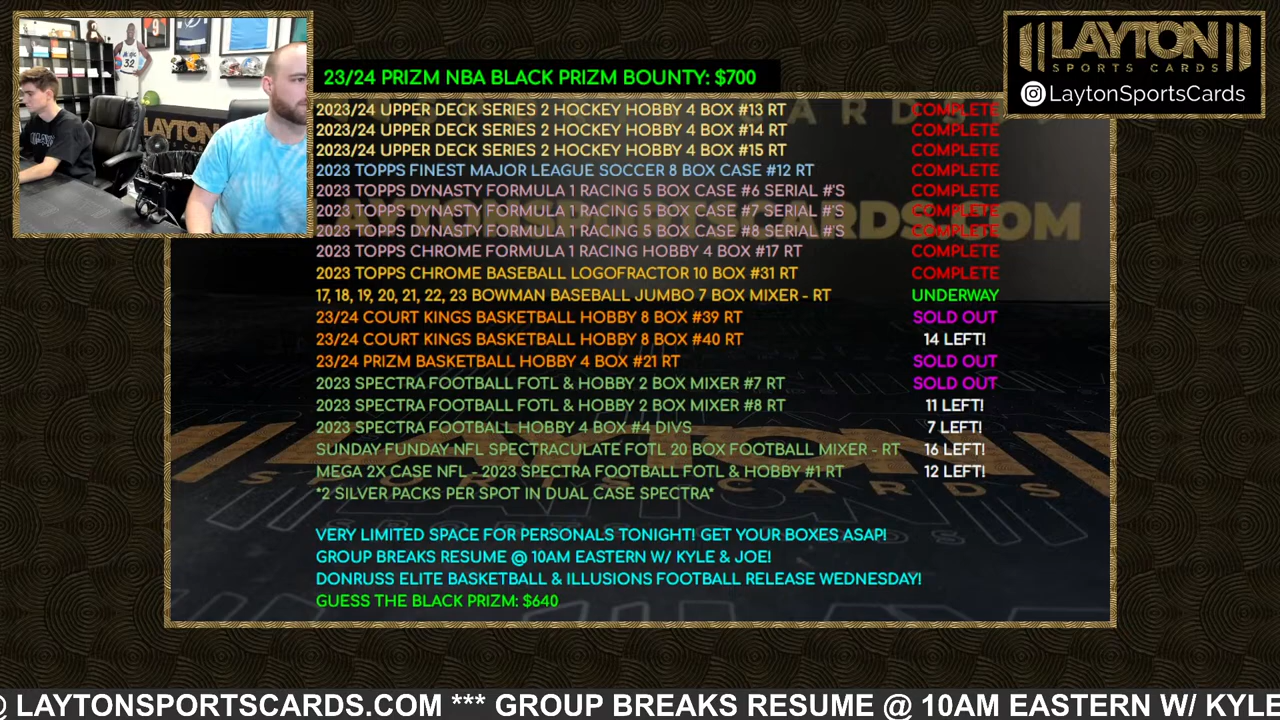 LAYTON
SPORTS CARDS
LaytonSportsCards
23/24 PRIZM NBA BLACK PRIZM BOUNTY: $700
2023/24 UPPER DECK SERIES 2 HOCKEY HOBBY 4 BOX #13 RT COMPLETE
2023/24 UPPER DECK SERIES 2 HOCKEY HOBBY 4 BOX #14 RT COMPLETE
2023/24 UPPER DECK SERIES 2 HOCKEY HOBBY 4 BOX #15 RT COMPLETE
2023 TOPPS FINEST MAJOR LEAGUE SOCCER 8 BOX CASE #12 RT COMPLETE
2023 TOPPS DYNASTY FORMULA 1 RACING 5 BOX CASE #6 SERIAL #'S COMPLETE
2023 TOPPS DYNASTY FORMULA 1 RACING 5 BOX CASE #7 SERIAL #'S COMPLETE
2023 TOPPS DYNASTY FORMULA 1 RACING 5 BOX CASE #8 SERIAL #'S COMPLETE
2023 TOPPS CHROME FORMULA 1 RACING HOBBY 4 BOX #17 RT COMPLETE
2023 TOPPS CHROME BASEBALL LOGOFRACTOR 10 BOX #31 RT COMPLETE
17, 18, 19, 20, 21, 22, 23 BOWMAN BASEBALL JUMBO 7 BOX MIXER - RT UNDERWAY
23/24 COURT KINGS BASKETBALL HOBBY 8 BOX #39 RT SOLD OUT
23/24 COURT KINGS BASKETBALL HOBBY 8 BOX #40 RT 14 LEFT!
23/24 PRIZM BASKETBALL HOBBY 4 BOX #21 RT SOLD OUT
2023 SPECTRA FOOTBALL FOTL & HOBBY 2 BOX MIXER #7 RT SOLD OUT
2023 SPECTRA FOOTBALL FOTL & HOBBY 2 BOX MIXER #8 RT 11 LEFT!
2023 SPECTRA FOOTBALL HOBBY 4 BOX #4 DIVS 7 LEFT!
SUNDAY FUNDAY NFL SPECTRACULATE FOTL 20 BOX FOOTBALL MIXER - RT 16 LEFT!
MEGA 2X CASE NFL - 2023 SPECTRA FOOTBALL FOTL & HOBBY #1 RT 12 LEFT!
*2 SILVER PACKS PER SPOT IN DUAL CASE SPECTRA*
VERY LIMITED SPACE FOR PERSONALS TONIGHT! GET YOUR BOXES ASAP!
GROUP BREAKS RESUME @ 10AM EASTERN W/ KYLE & JOE!
DONRUSS ELITE BASKETBALL & ILLUSIONS FOOTBALL RELEASE WEDNESDAY!
GUESS THE BLACK PRIZM: $640
@ LAYTONSPORTSCARDS.COM *** GROUP BREAKS RESUME @ 10AM EASTERN W/ KYLE